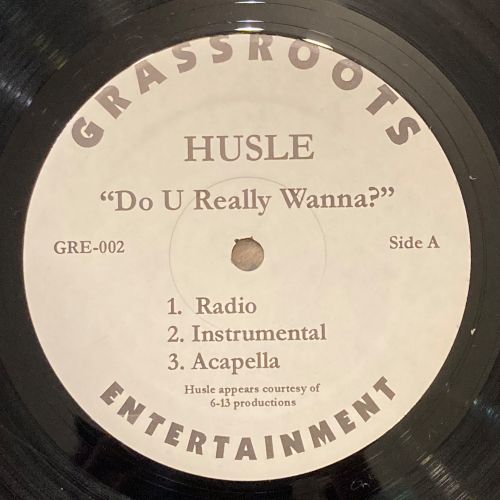 GRASSROOTS
HUSLE
“Do U Really Wanna?”
GRE-002
Side A
1. Radio
2. Instrumental
3. Acapella
Husle appears courtesy of
6-13 productions
ENTERTAINMENT